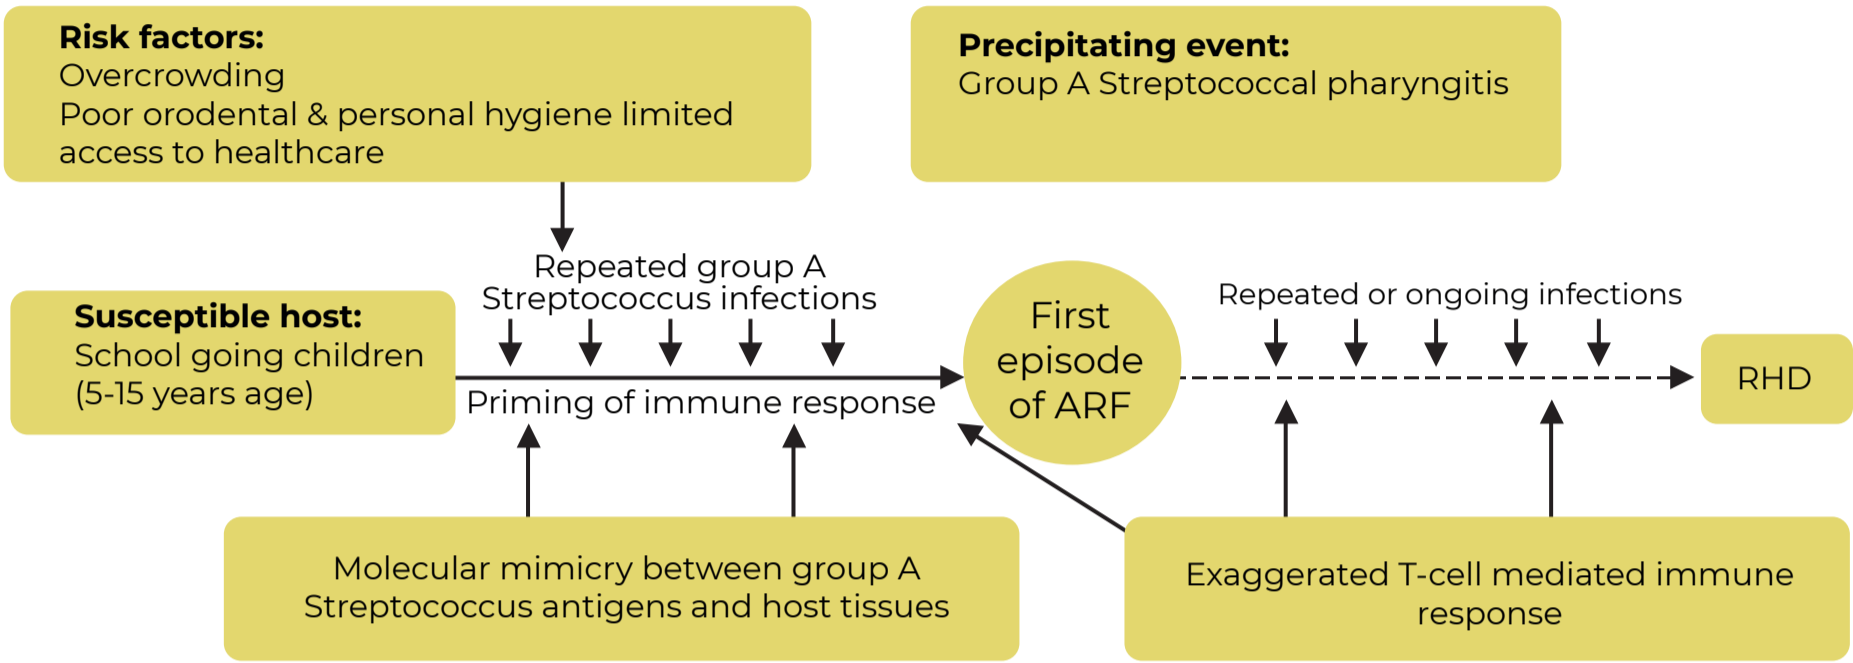 Risk factors:
Overcrowding
Poor orodental & personal hygiene limited
access to healthcare
Precipitating event:
Group A Streptococcal pharyngitis
Repeated group A
Streptococcus infections
Susceptible host:
School going children
(5-15 years age)
Priming of immune response
First
episode
of ARF
Repeated or ongoing infections
RHD
Molecular mimicry between group A
Streptococcus antigens and host tissues
Exaggerated T-cell mediated immune
response